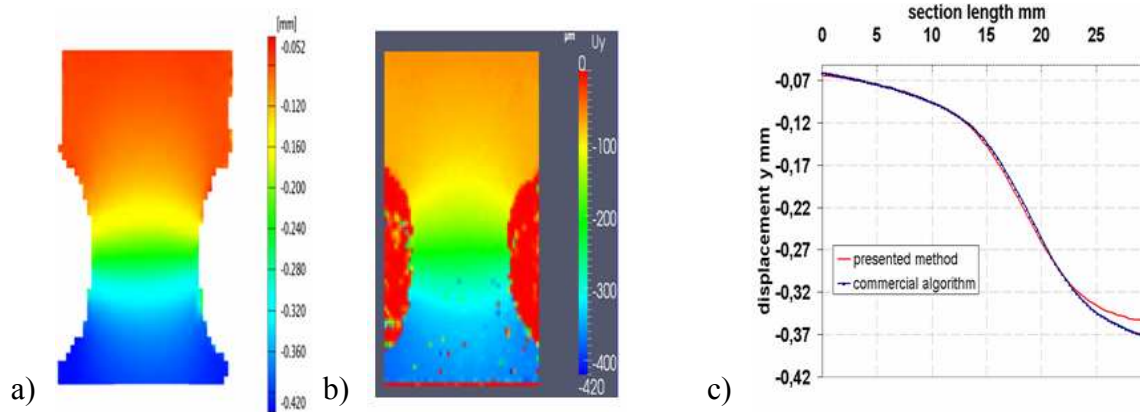 [mm]
-0.052
-0.120
-0.160
-0.200
-0.240
-0.280
-0.320
-0.360
-0.420
a)
µm
Uy
0
-100
-200
-300
-400
-420
b)
section length mm
0 5 10 15 20 25
displacement y mm
-0,07
-0,12
-0,17
-0,22
-0,27
-0,32
-0,37
-0,42
presented method
commercial algorithm
c)